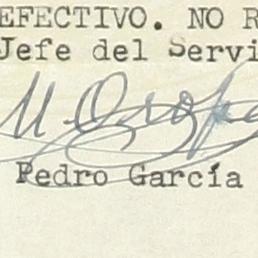 EFECTIVO. NO R
Jefe del Servi
Pedro García